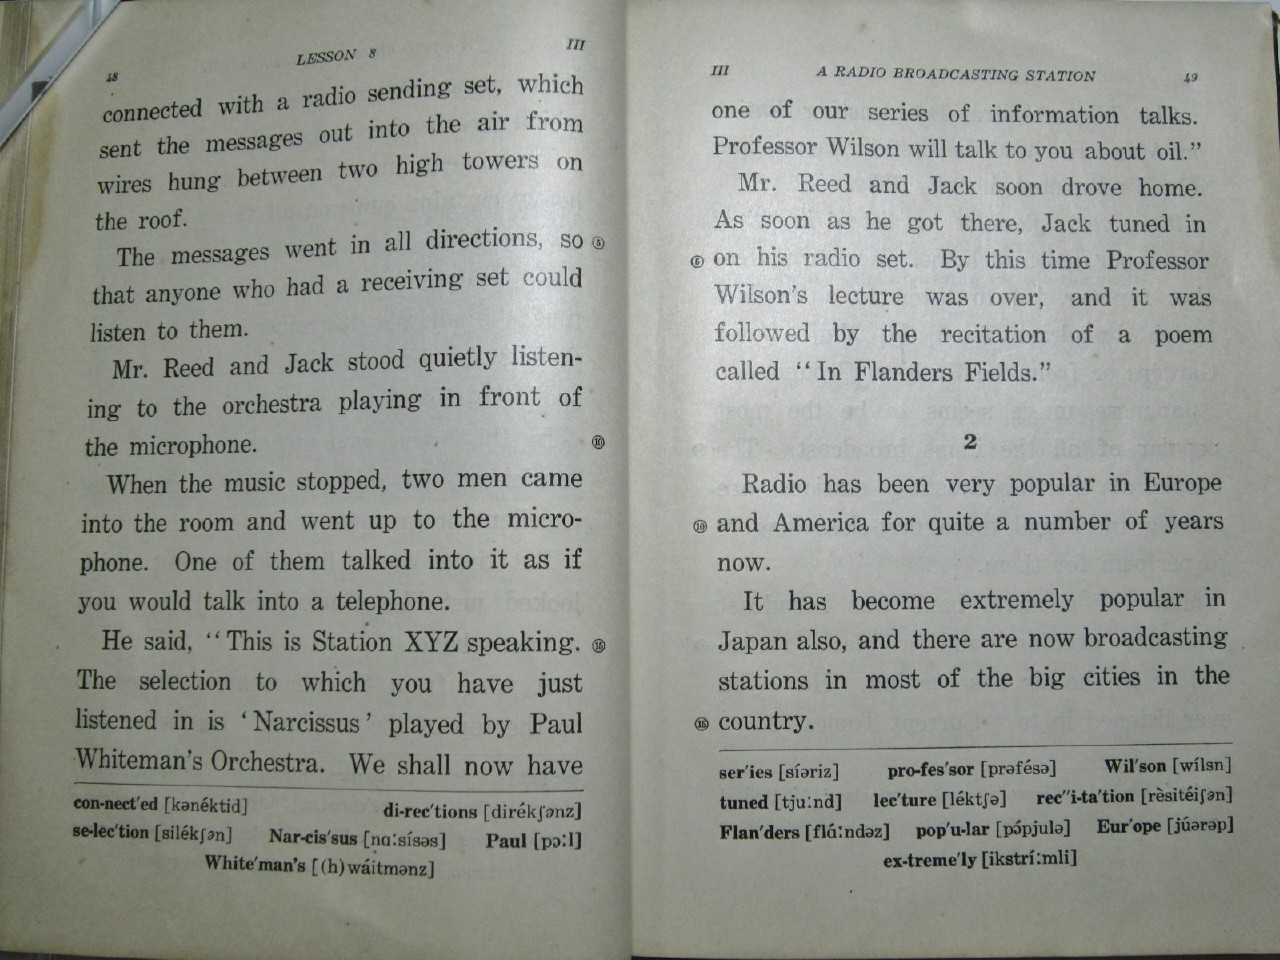 48
LESSON 8
III
connected with a radio sending set, which
sent the messages out into the air from
wires hung between two high towers on
the roof.
The messages went in all directions, so ⑤
that anyone who had a receiving set could
listen to them.
Mr. Reed and Jack stood quietly listen-
ing to the orchestra playing in front of
the microphone. ⑩
When the music stopped, two men came
into the room and went up to the micro-
phone. One of them talked into it as if
you would talk into a telephone.
He said, “This is Station XYZ speaking. ⑮
The selection to which you have just
listened in is ‘Narcissus’ played by Paul
Whiteman's Orchestra. We shall now have
con-nect′ed [kənéktid] di-rec′tions [dirékʃənz]
se-lec′tion [silékʃən] Nar-cis′sus [nɑːsísəs] Paul [pɔːl]
White′man's [(h)wáitmənz]
III
A RADIO BROADCASTING STATION
49
one of our series of information talks.
Professor Wilson will talk to you about oil.”
Mr. Reed and Jack soon drove home.
As soon as he got there, Jack tuned in
⑤ on his radio set. By this time Professor
Wilson's lecture was over, and it was
followed by the recitation of a poem
called “In Flanders Fields.”
2
Radio has been very popular in Europe
⑩ and America for quite a number of years
now.
It has become extremely popular in
Japan also, and there are now broadcasting
stations in most of the big cities in the
⑮ country.
ser′ies [síəriz] pro-fes′sor [prəfésə] Wil′son [wílsn]
tuned [tjuːnd] lec′ture [léktʃə] rec″i-ta′tion [rèsitéiʃən]
Flan′ders [flɑ́ːndəz] pop′u-lar [pɔ́pjulə] Eur′ope [júərəp]
ex-treme′ly [ikstríːmli]